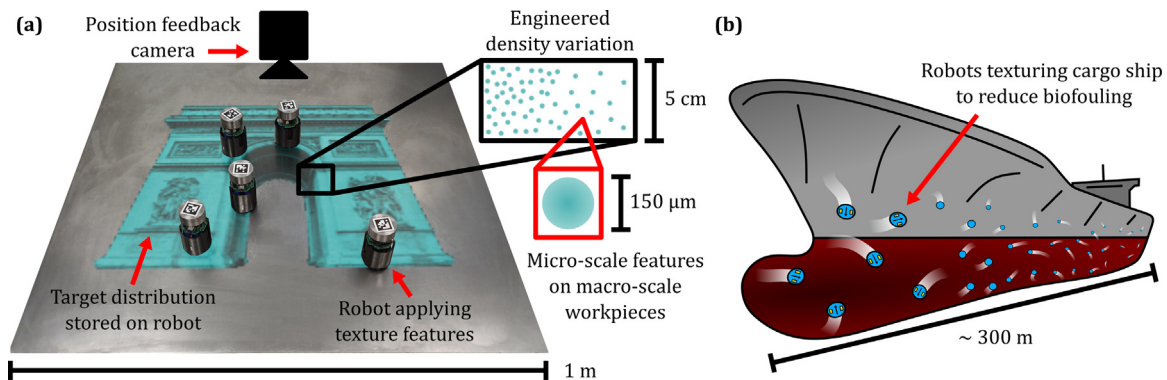 (a)
Position feedback
camera
Engineered
density variation
5 cm
150 μm
Micro-scale features
on macro-scale
workpieces
Target distribution
stored on robot
Robot applying
texture features
1 m
(b)
Robots texturing cargo ship
to reduce biofouling
~ 300 m